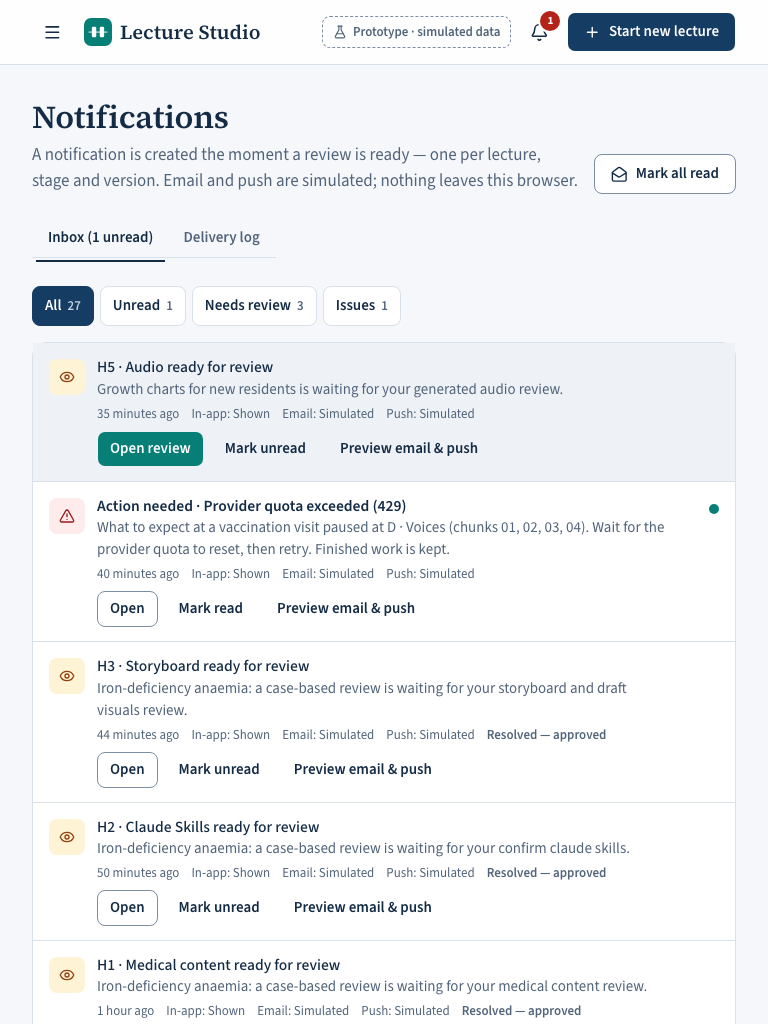 Lecture Studio
Prototype · simulated data
1
Start new lecture
Notifications
A notification is created the moment a review is ready — one per lecture,
stage and version. Email and push are simulated; nothing leaves this browser.
Mark all read
Inbox (1 unread)
Delivery log
All 27
Unread 1
Needs review 3
Issues 1
H5 · Audio ready for review
Growth charts for new residents is waiting for your generated audio review.
35 minutes ago In-app: Shown Email: Simulated Push: Simulated
Open review Mark unread Preview email & push
Action needed · Provider quota exceeded (429)
What to expect at a vaccination visit paused at D · Voices (chunks 01, 02, 03, 04). Wait for the
provider quota to reset, then retry. Finished work is kept.
40 minutes ago In-app: Shown Email: Simulated Push: Simulated
Open Mark read Preview email & push
H3 · Storyboard ready for review
Iron-deficiency anaemia: a case-based review is waiting for your storyboard and draft
visuals review.
44 minutes ago In-app: Shown Email: Simulated Push: Simulated Resolved — approved
Open Mark unread Preview email & push
H2 · Claude Skills ready for review
Iron-deficiency anaemia: a case-based review is waiting for your confirm claude skills.
50 minutes ago In-app: Shown Email: Simulated Push: Simulated Resolved — approved
Open Mark unread Preview email & push
H1 · Medical content ready for review
Iron-deficiency anaemia: a case-based review is waiting for your medical content review.
1 hour ago In-app: Shown Email: Simulated Push: Simulated Resolved — approved